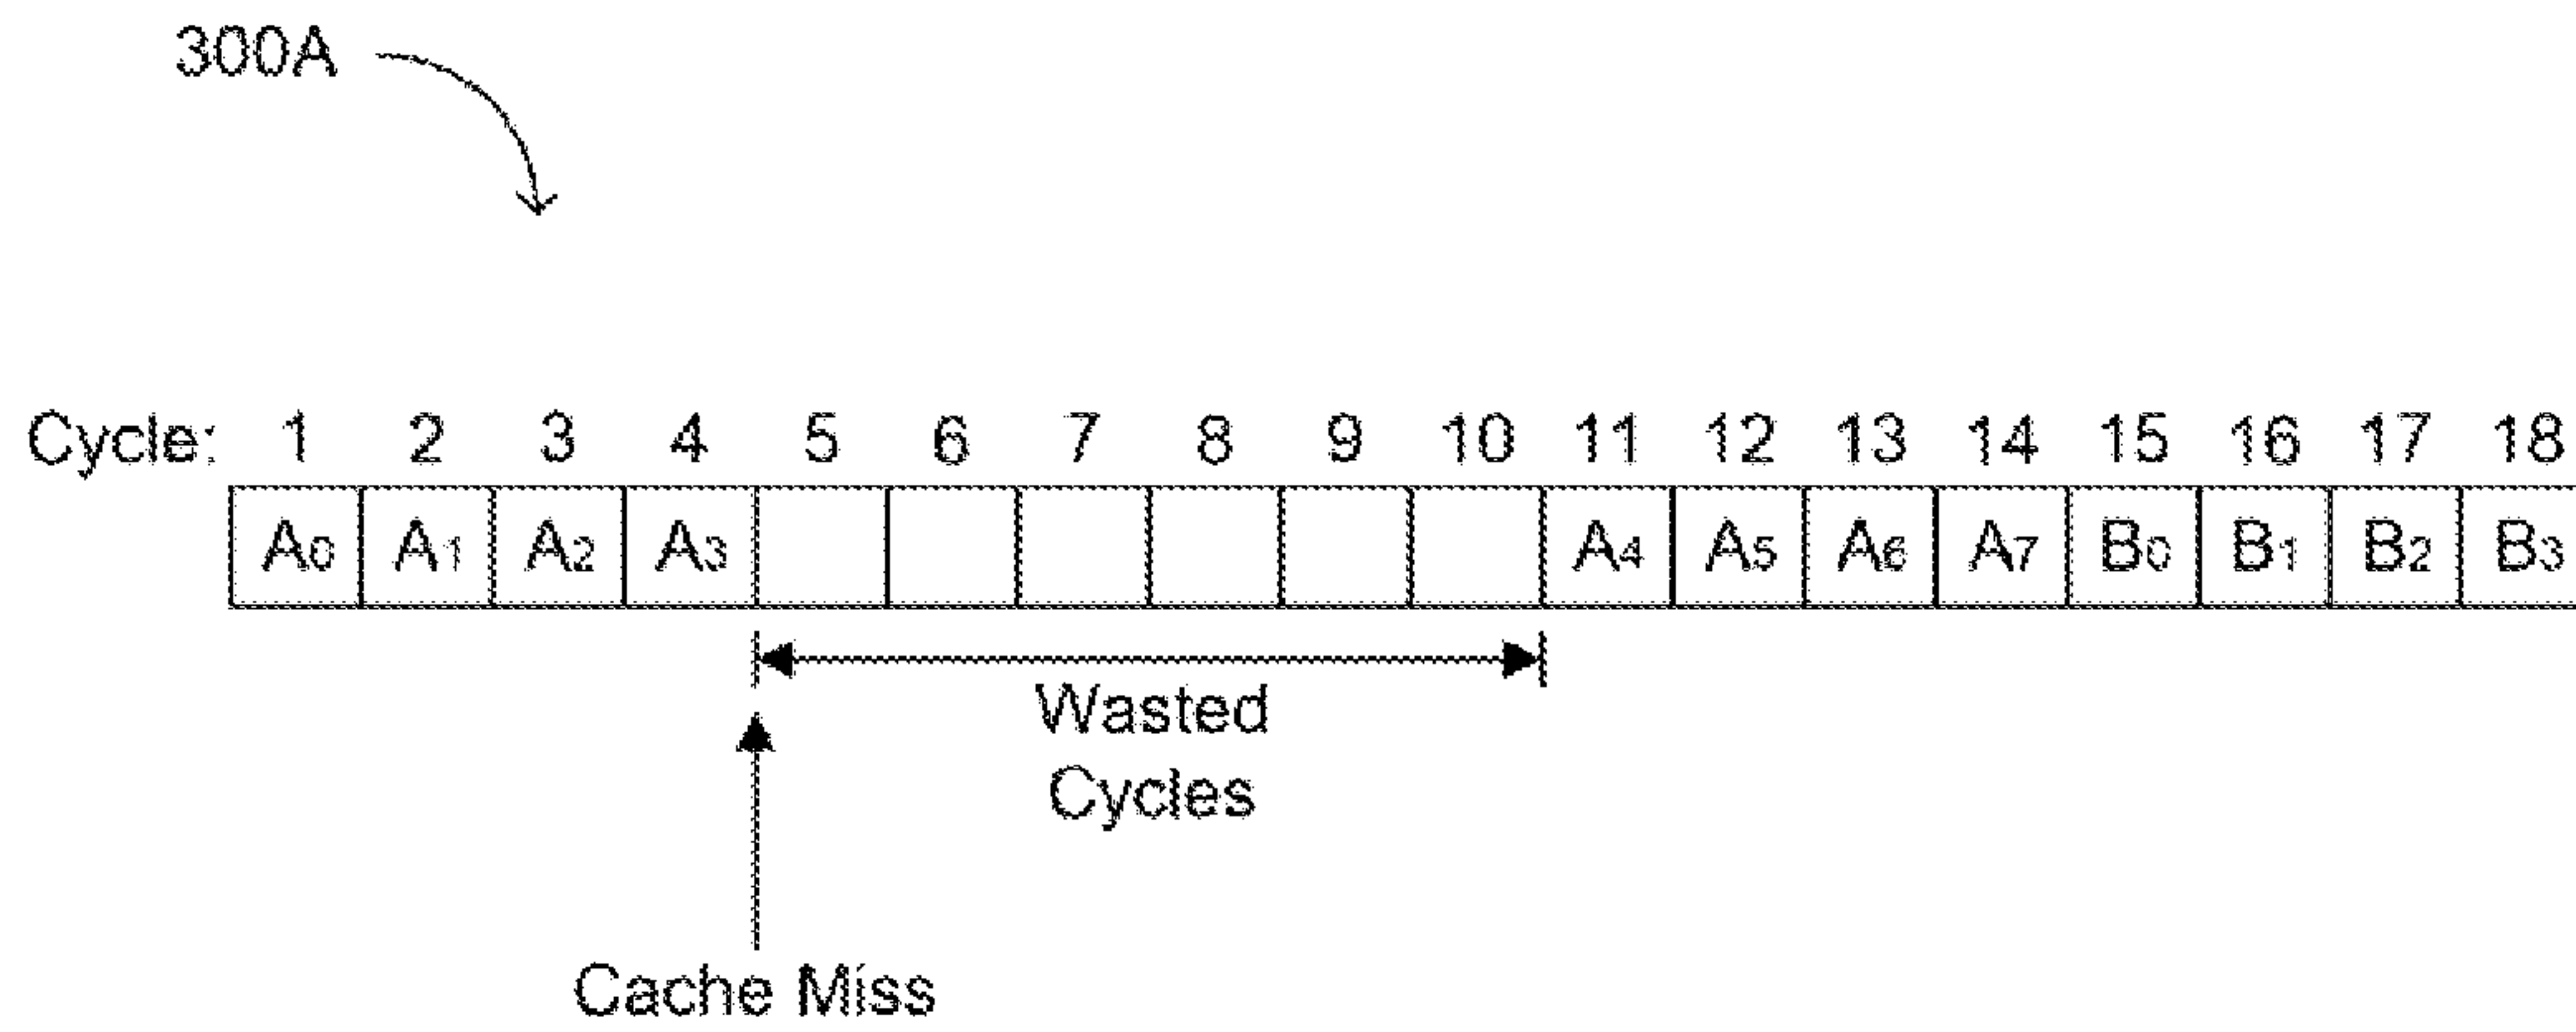 300A
Cycle: 1 2 3 4 5 6 7 8 9 10 11 12 13 14 15 16 17 18
A0 A1 A2 A3 A4 A5 A6 A7 B0 B1 B2 B3
Wasted
Cycles
Cache Miss